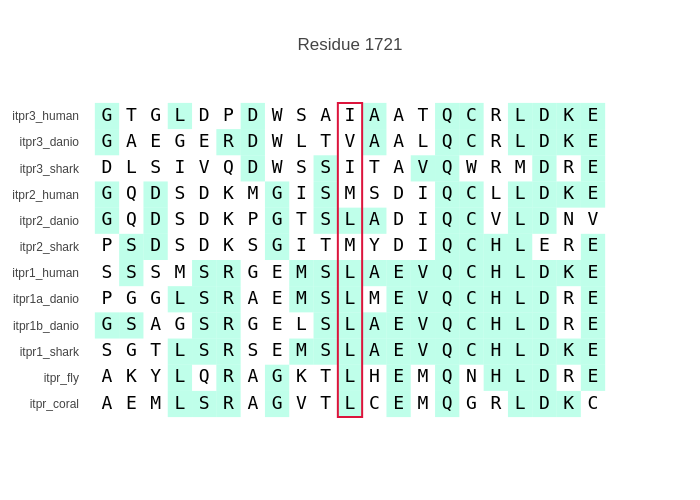 Residue 1721
itpr3_human G T G L D P D W S A I A A T Q C R L D K E
itpr3_danio G A E G E R D W L T V A A L Q C R L D K E
itpr3_shark D L S I V Q D W S S I T A V Q W R M D R E
itpr2_human G Q D S D K M G I S M S D I Q C L L D K E
itpr2_danio G Q D S D K P G T S L A D I Q C V L D N V
itpr2_shark P S D S D K S G I T M Y D I Q C H L E R E
itpr1_human S S S M S R G E M S L A E V Q C H L D K E
itpr1a_danio P G G L S R A E M S L M E V Q C H L D R E
itpr1b_danio G S A G S R G E L S L A E V Q C H L D R E
itpr1_shark S G T L S R S E M S L A E V Q C H L D K E
itpr_fly A K Y L Q R A G K T L H E M Q N H L D R E
itpr_coral A E M L S R A G V T L C E M Q G R L D K C